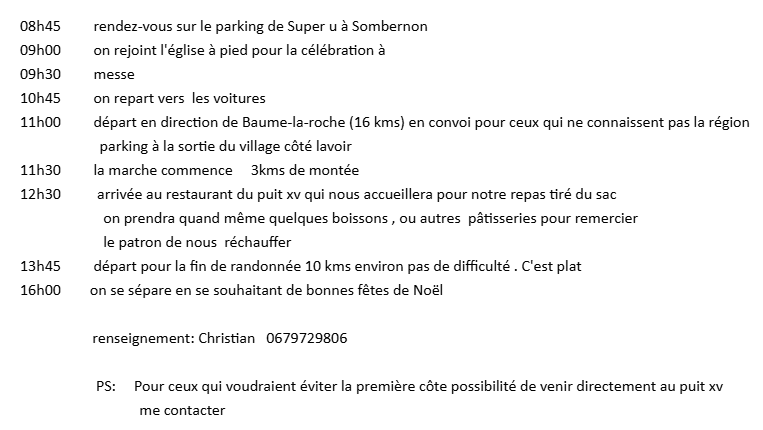 08h45 rendez-vous sur le parking de Super u à Sombernon
09h00 on rejoint l'église à pied pour la célébration à
09h30 messe
10h45 on repart vers les voitures
11h00 départ en direction de Baume-la-roche (16 kms) en convoi pour ceux qui ne connaissent pas la région
parking à la sortie du village côté lavoir
11h30 la marche commence 3kms de montée
12h30 arrivée au restaurant du puit xv qui nous accueillera pour notre repas tiré du sac
on prendra quand même quelques boissons , ou autres pâtisseries pour remercier
le patron de nous réchauffer
13h45 départ pour la fin de randonnée 10 kms environ pas de difficulté . C'est plat
16h00 on se sépare en se souhaitant de bonnes fêtes de Noël
renseignement: Christian 0679729806
PS: Pour ceux qui voudraient éviter la première côte possibilité de venir directement au puit xv
me contacter